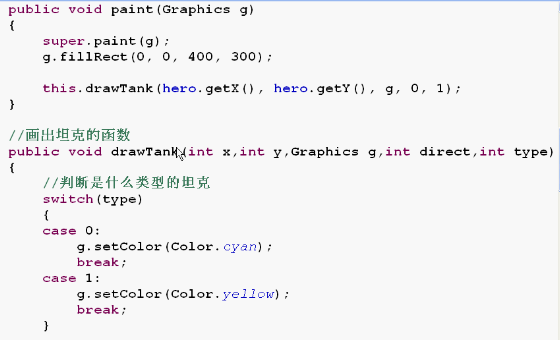 public void paint(Graphics g)
{
super.paint(g);
g.fillRect(0, 0, 400, 300);
this.drawTank(hero.getX(), hero.getY(), g, 0, 1);
}
//画出坦克的函数
public void drawTank(int x,int y,Graphics g,int direct,int type)
{
//判断是什么类型的坦克
switch(type)
{
case 0:
g.setColor(Color.cyan);
break;
case 1:
g.setColor(Color.yellow);
break;
}